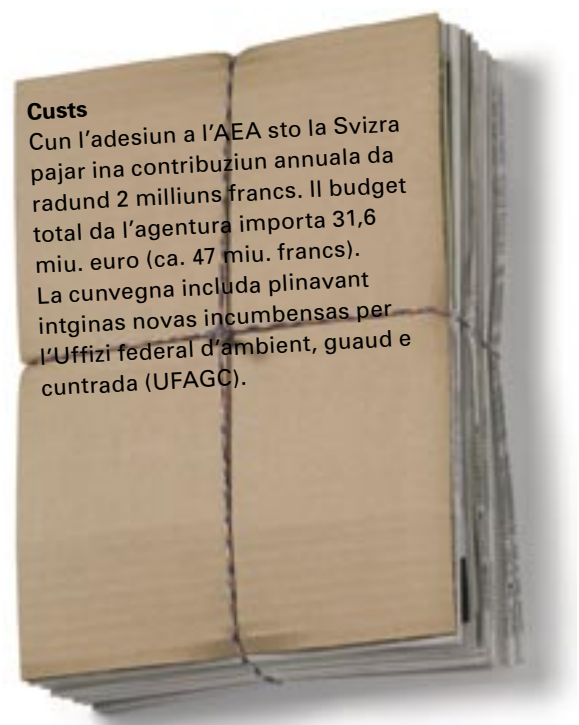 Custs
Cun l'adesiun a l'AEA sto la Svizra
pajar ina contribuziun annuala da
radund 2 milliuns francs. Il budget
total da l'agentura importa 31,6
miu. euro (ca. 47 miu. francs).
La cunvegna includa plinavant
intginas novas incumbensas per
l'Uffizi federal d'ambient, guaud e
cuntrada (UFAGC).